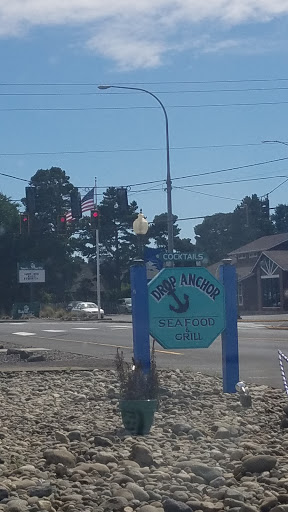 COCKTAILS
DROP ANCHOR
SEAFOOD
&
GRILL